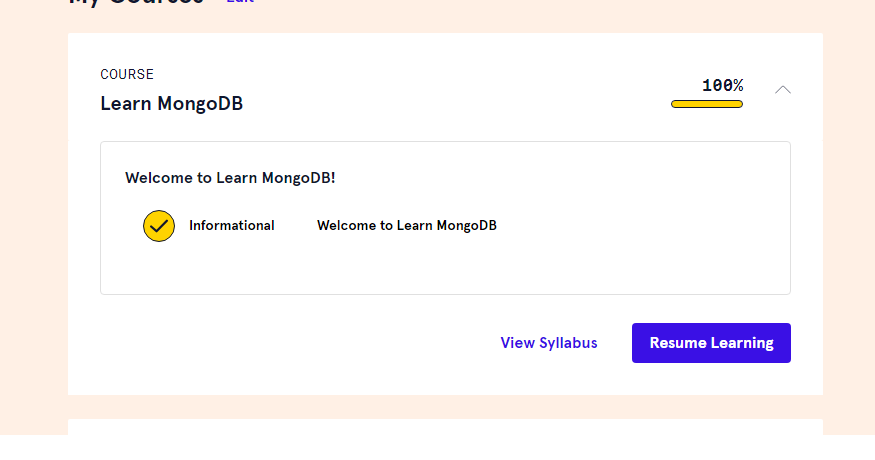 My Courses Edit
COURSE
100%
Learn MongoDB
Welcome to Learn MongoDB!
Informational Welcome to Learn MongoDB
View Syllabus Resume Learning